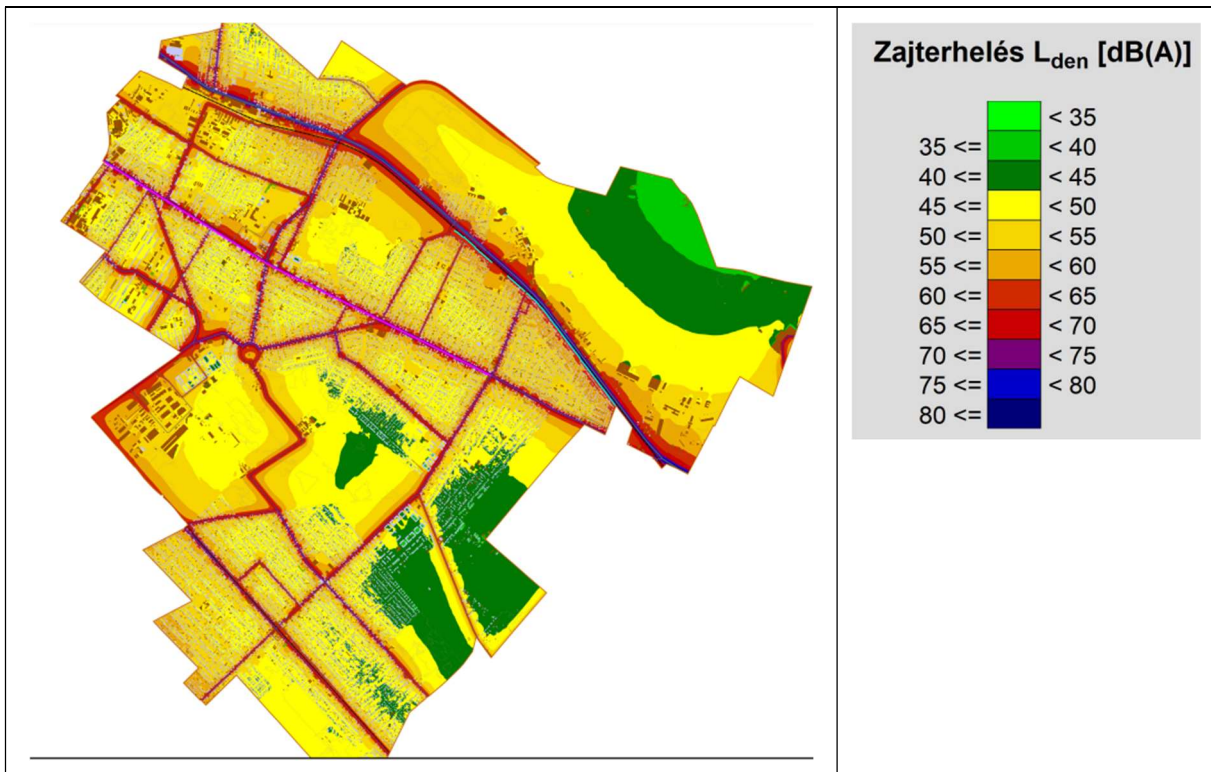 Zajterhelés Lden [dB(A)]
< 35
35 <= < 40
40 <= < 45
45 <= < 50
50 <= < 55
55 <= < 60
60 <= < 65
65 <= < 70
70 <= < 75
75 <= < 80
80 <=